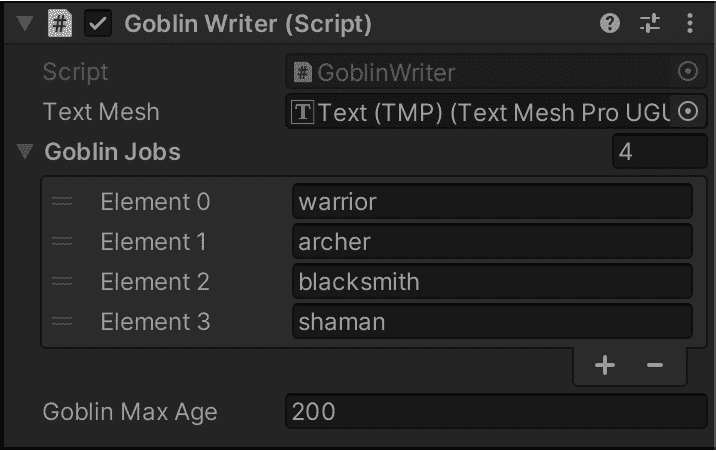 Goblin Writer (Script)
Script GoblinWriter
Text Mesh Text (TMP) (Text Mesh Pro UGU
Goblin Jobs 4
Element 0 warrior
Element 1 archer
Element 2 blacksmith
Element 3 shaman
Goblin Max Age 200